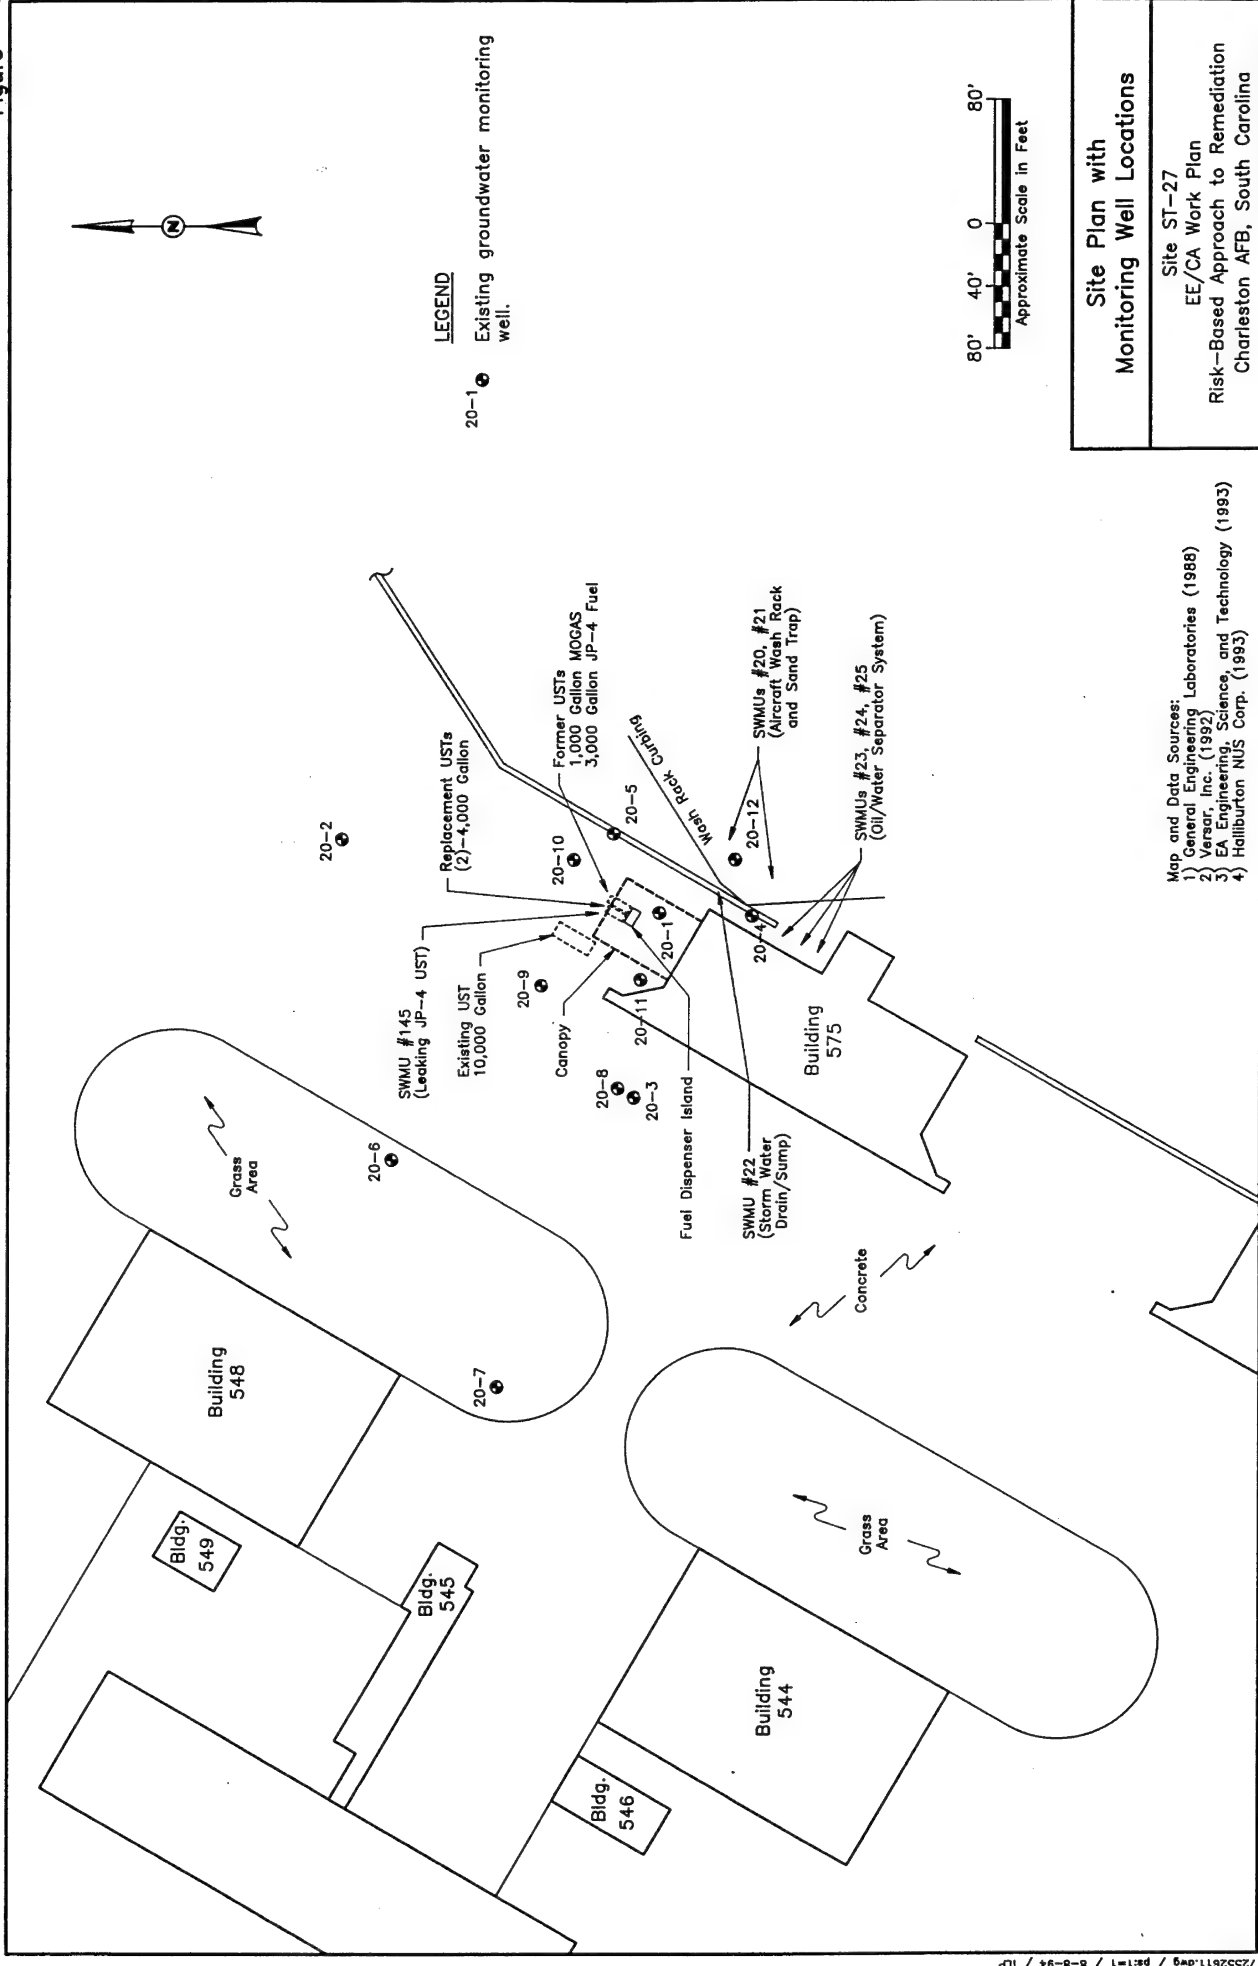 Figure
N
LEGEND
20-1 Existing groundwater monitoring
well.
20-2
Replacement USTs
(2)-4,000 Gallon
Former USTs
1,000 Gallon MOGAS
3,000 Gallon JP-4 Fuel
SWMU #145
(Leaking JP-4 UST)
Existing UST
10,000 Gallon
20-10
20-5
20-9
Canopy
20-1
20-11
Wash Rack Curbing
20-8
20-3
20-12
20-4
SWMUs #20, #21
(Aircraft Wash Rack
and Sand Trap)
SWMUs #23, #24, #25
(Oil/Water Separator System)
Fuel Dispenser Island
SWMU #22
(Storm Water
Drain/Sump)
Building
575
Grass
Area
20-6
20-7
Building
548
Bldg.
549
Bldg.
545
Concrete
Grass
Area
Building
544
Bldg.
546
80' 40' 0 80'
Approximate Scale in Feet
Map and Data Sources:
1) General Engineering Laboratories (1988)
2) Versar, Inc. (1992)
3) EA Engineering, Science, and Technology (1993)
4) Halliburton NUS Corp. (1993)
Site Plan with
Monitoring Well Locations
Site ST-27
EE/CA Work Plan
Risk-Based Approach to Remediation
Charleston AFB, South Carolina